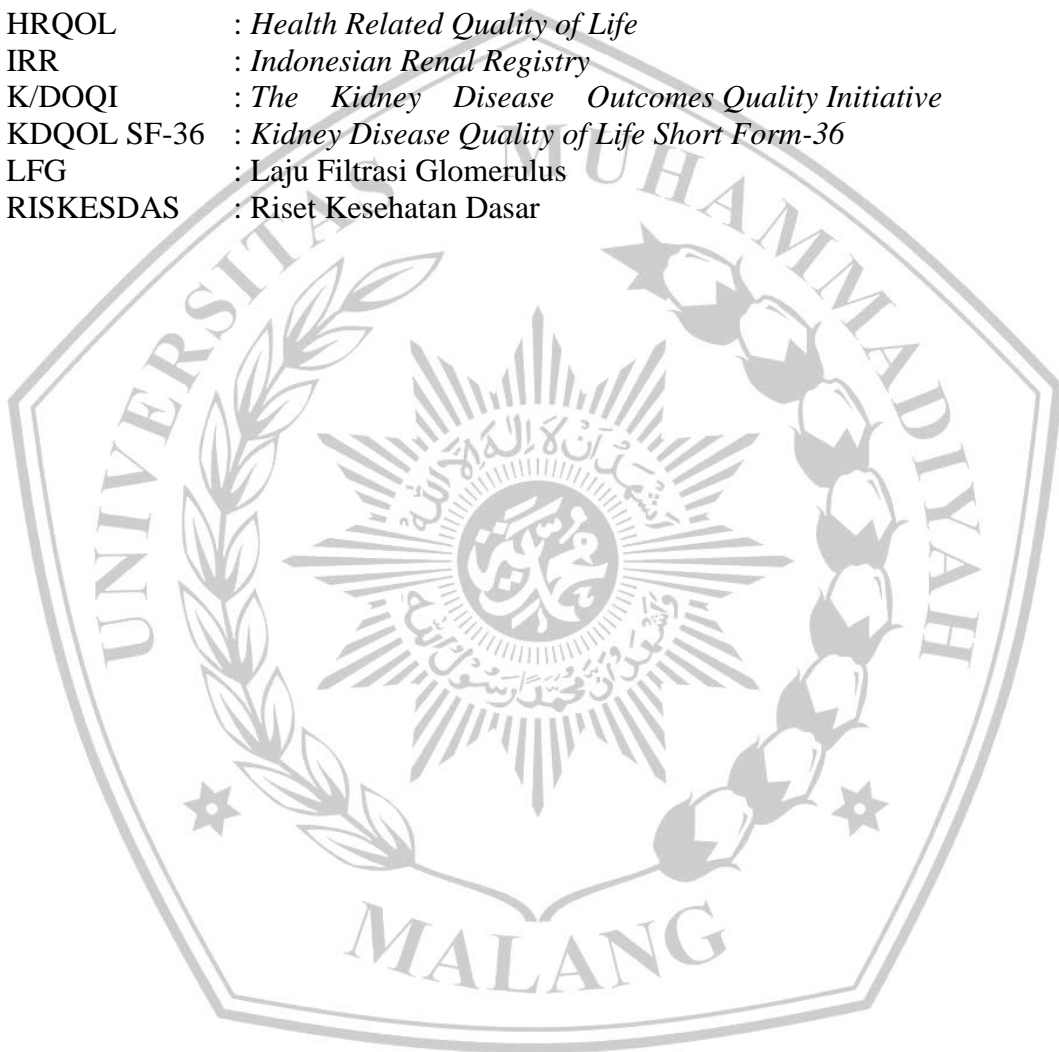 HRQOL : Health Related Quality of Life
IRR : Indonesian Renal Registry
K/DOQI : The Kidney Disease Outcomes Quality Initiative
KDQOL SF-36 : Kidney Disease Quality of Life Short Form-36
LFG : Laju Filtrasi Glomerulus
RISKESDAS : Riset Kesehatan Dasar
UNIVERSITAS MUHAMMADIYAH
MALANG